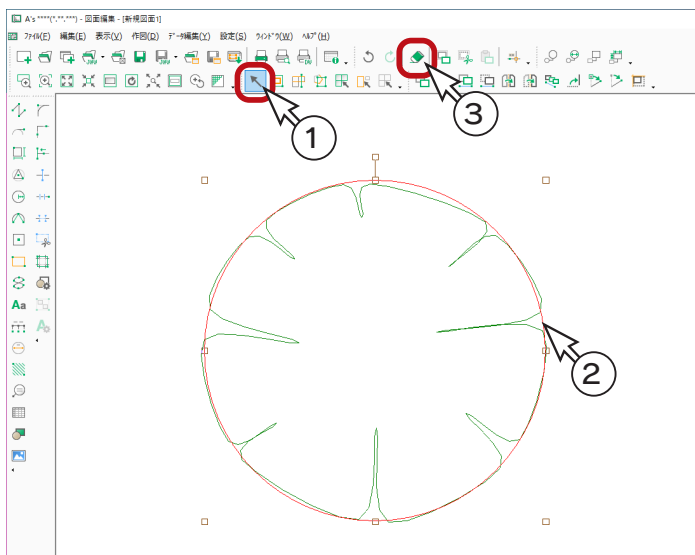 A's ****(*.**.***) - 図面編集 - [新規図面1]
ファイル(F) 編集(E) 表示(V) 作図(D) データ編集(Y) 設定(S) ウィンドウ(W) ヘルプ(H)
1
3
2
Aa
A